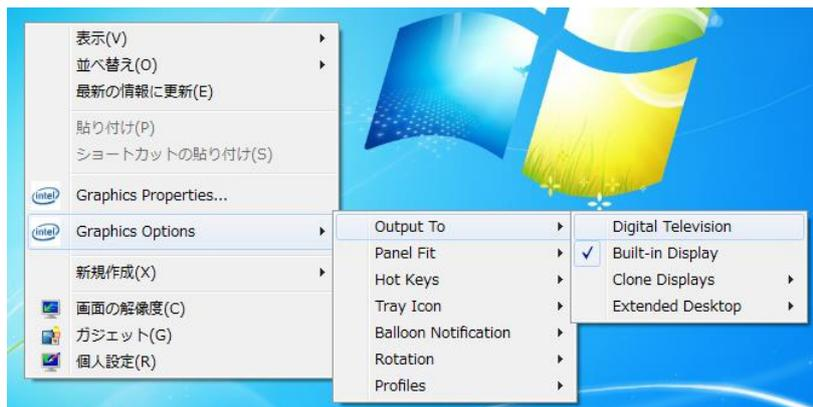 表示(V)
並べ替え(O)
最新の情報に更新(E)
貼り付け(P)
ショートカットの貼り付け(S)
intel
Graphics Properties...
intel
Graphics Options
新規作成(X)
画面の解像度(C)
ガジェット(G)
個人設定(R)
Output To
Panel Fit
Hot Keys
Tray Icon
Balloon Notification
Rotation
Profiles
Digital Television
Built-in Display
Clone Displays
Extended Desktop